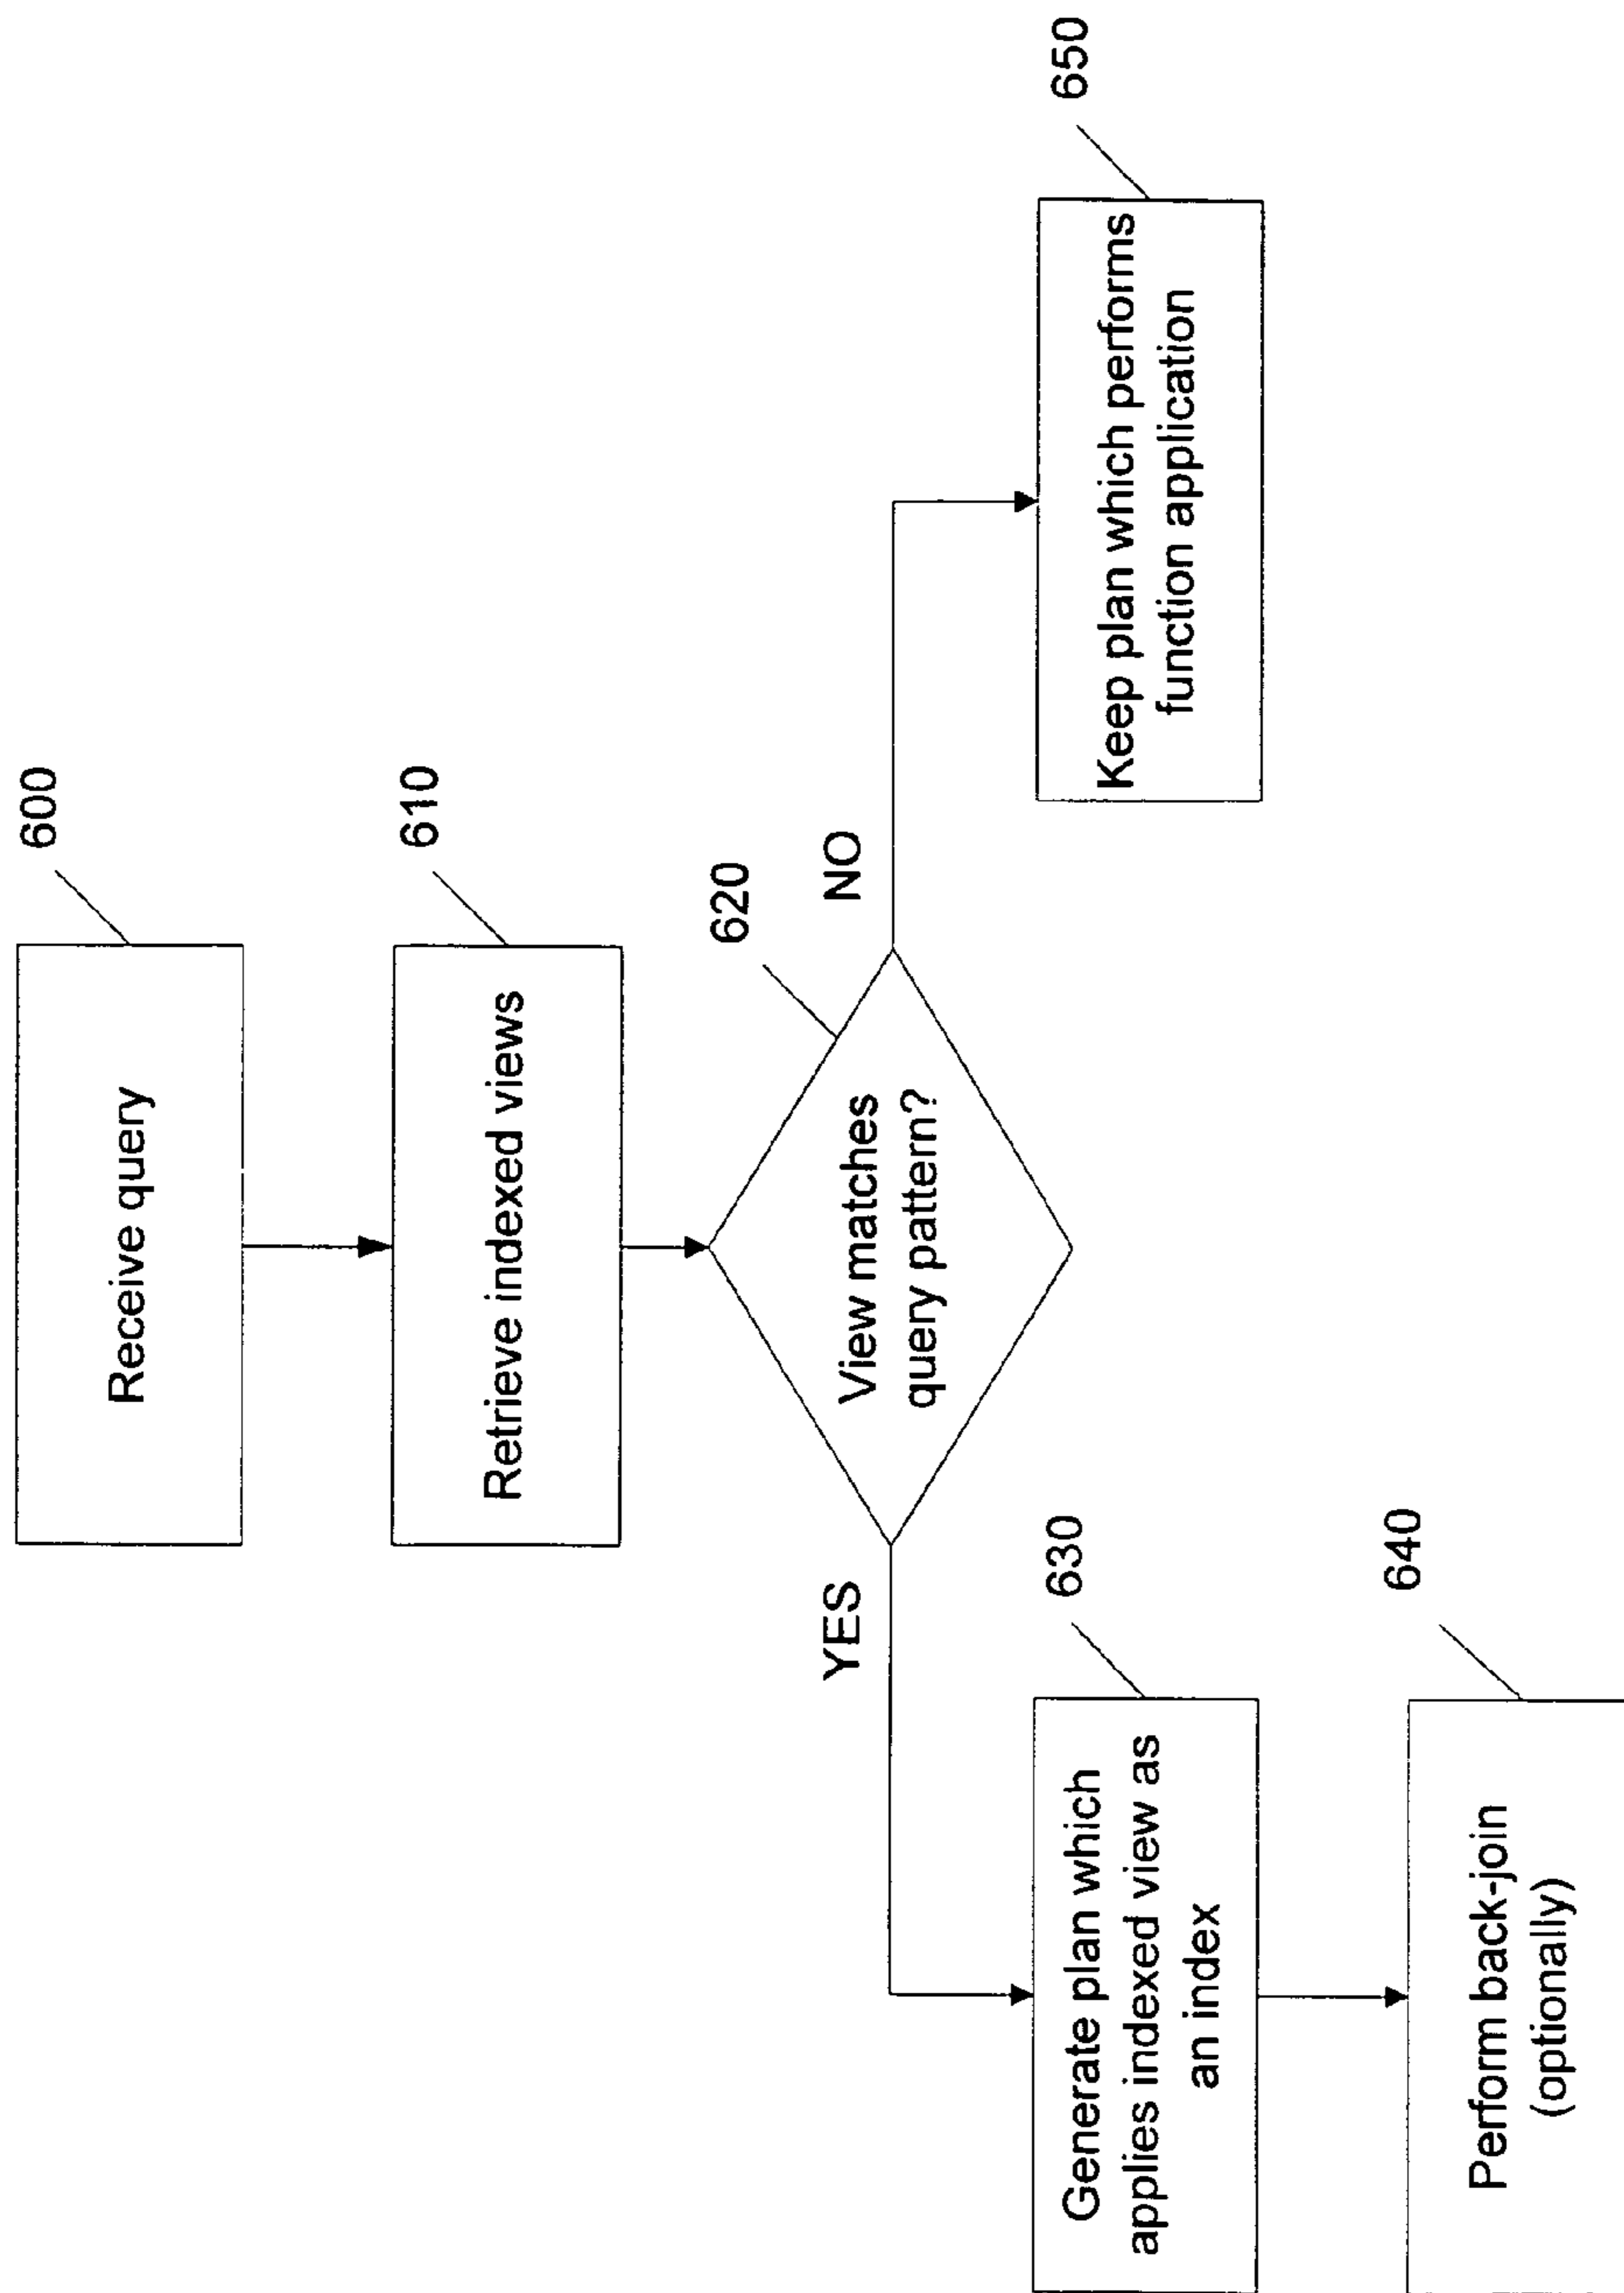 600
Receive query
610
Retrieve indexed views
620
View matches
query pattern?
YES
NO
630
Generate plan which
applies indexed view as
an index
650
Keep plan which performs
function application
640
Perform back-join
(optionally)